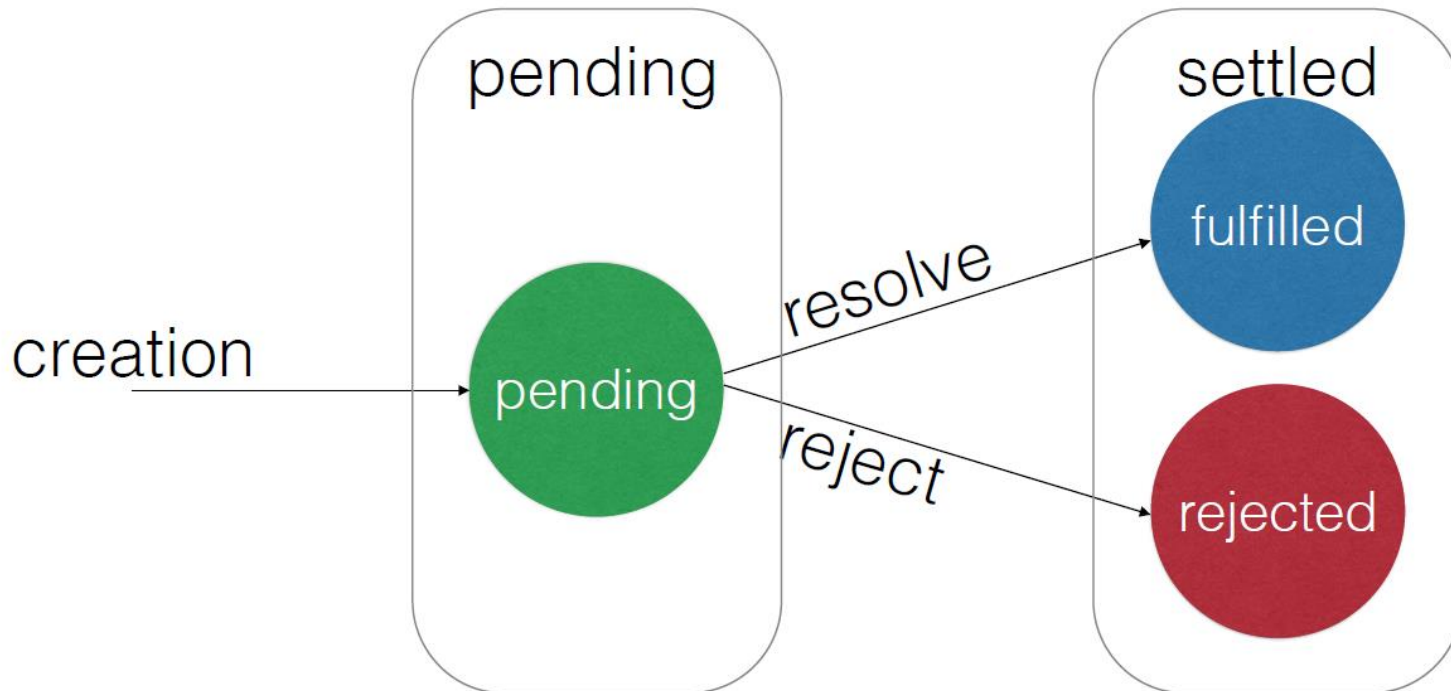 pending
settled
creation
pending
resolve
reject
fulfilled
rejected